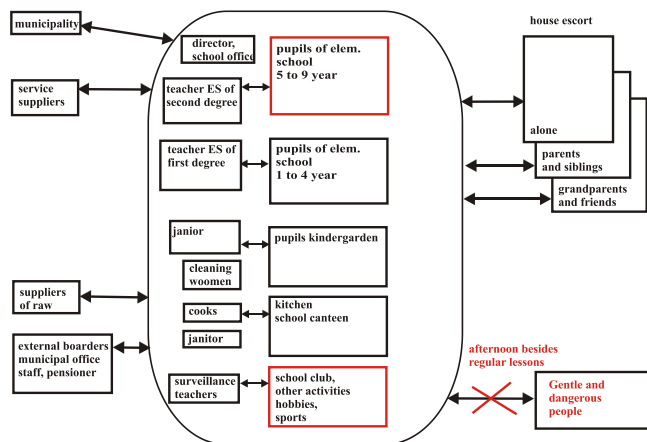 municipality
service
suppliers
suppliers
of raw
external boarders
municipal office
staff, pensioner
director,
school office
teacher ES of
second degree
pupils of elem.
school
5 to 9 year
teacher ES of
first degree
pupils of elem.
school
1 to 4 year
janior
pupils kindergarden
cleaning
woomen
cooks
kitchen
school canteen
janitor
surveillance
teachers
school club,
other activities
hobbies,
sports
house escort
alone
parents
and siblings
grandparents
and friends
afternoon besides
regular lessons
Gentle and
dangerous
people